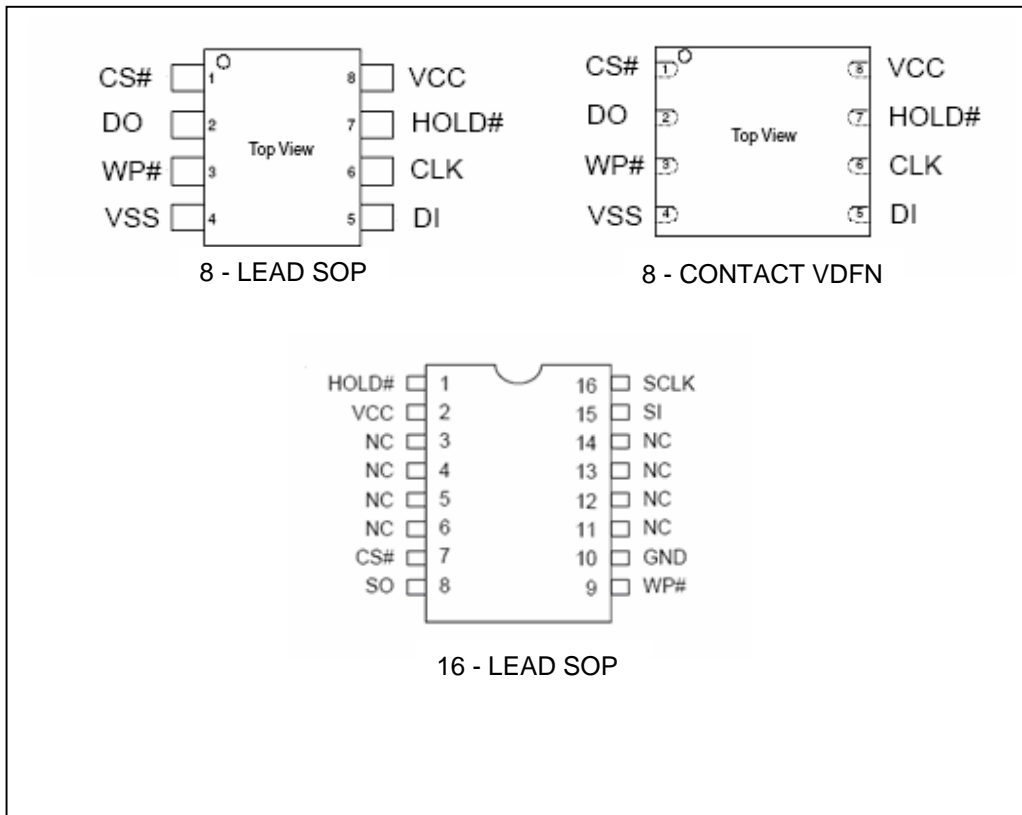 CS# 1 8 VCC
DO 2 7 HOLD#
Top View
WP# 3 6 CLK
VSS 4 5 DI
8 - LEAD SOP
CS# 1 8 VCC
DO 2 7 HOLD#
Top View
WP# 3 6 CLK
VSS 4 5 DI
8 - CONTACT VDFN
HOLD# 1 16 SCLK
VCC 2 15 SI
NC 3 14 NC
NC 4 13 NC
NC 5 12 NC
NC 6 11 NC
CS# 7 10 GND
SO 8 9 WP#
16 - LEAD SOP